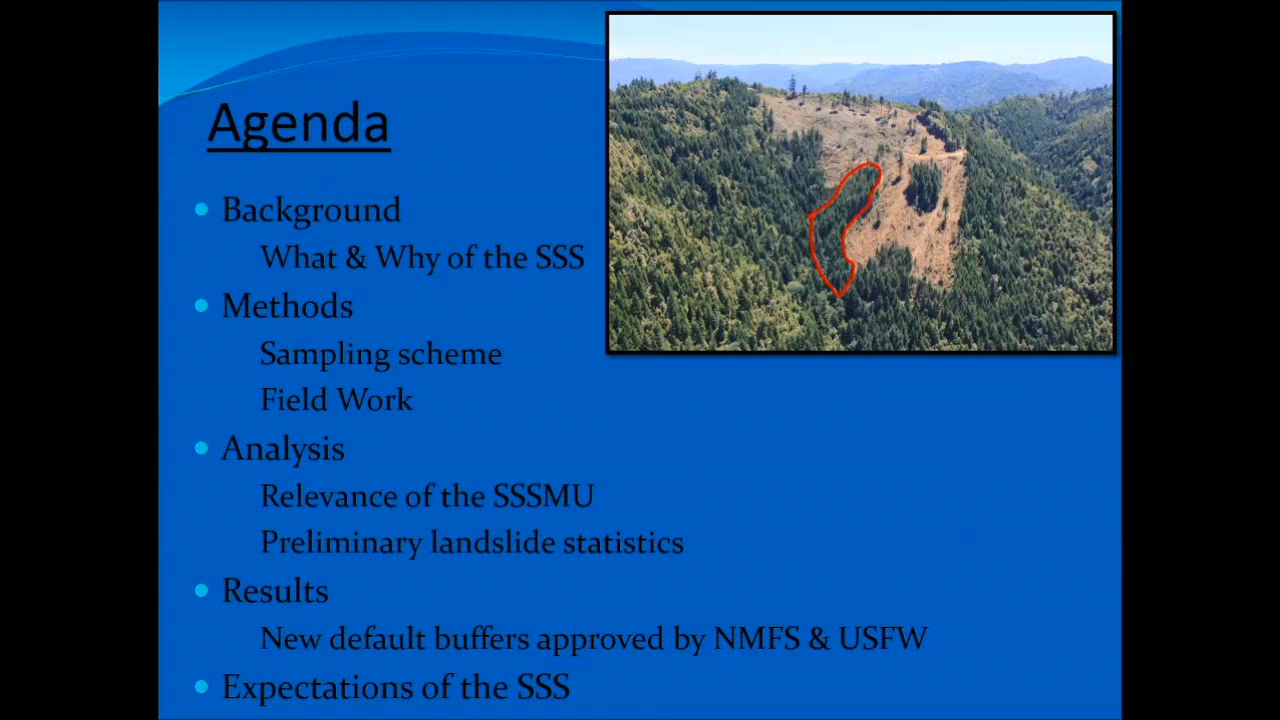 Agenda
Background
What & Why of the SSS
Methods
Sampling scheme
Field Work
Analysis
Relevance of the SSSMU
Preliminary landslide statistics
Results
New default buffers approved by NMFS & USFW
Expectations of the SSS